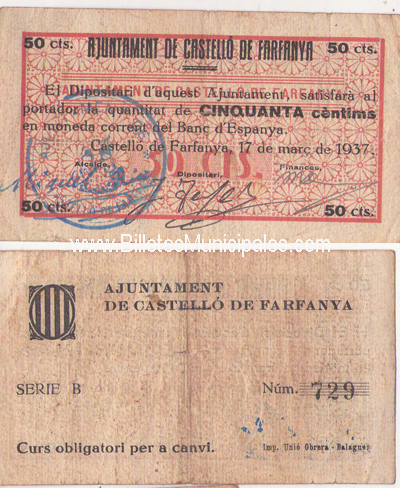 50 cts. AJUNTAMENT DE CASTELLÓ DE FARFANYA 50 cts.
El Dipositari d'aquest Ajuntament, satisfarà al
portador la quantitat de CINQUANTA cèntims
en moneda corrent del Banc d'Espanya.
Castelló de Farfanya, 17 de març de 1937.
Alcalde, Dipositari, Finances,
50 CTS.
50 cts. 50 cts.
www.BilletesMunicipales.com
AJUNTAMENT
DE CASTELLÓ DE FARFANYA
SERIE B Núm. 729
Curs obligatori per a canvi. Imp. Unió Obrera - Balaguer